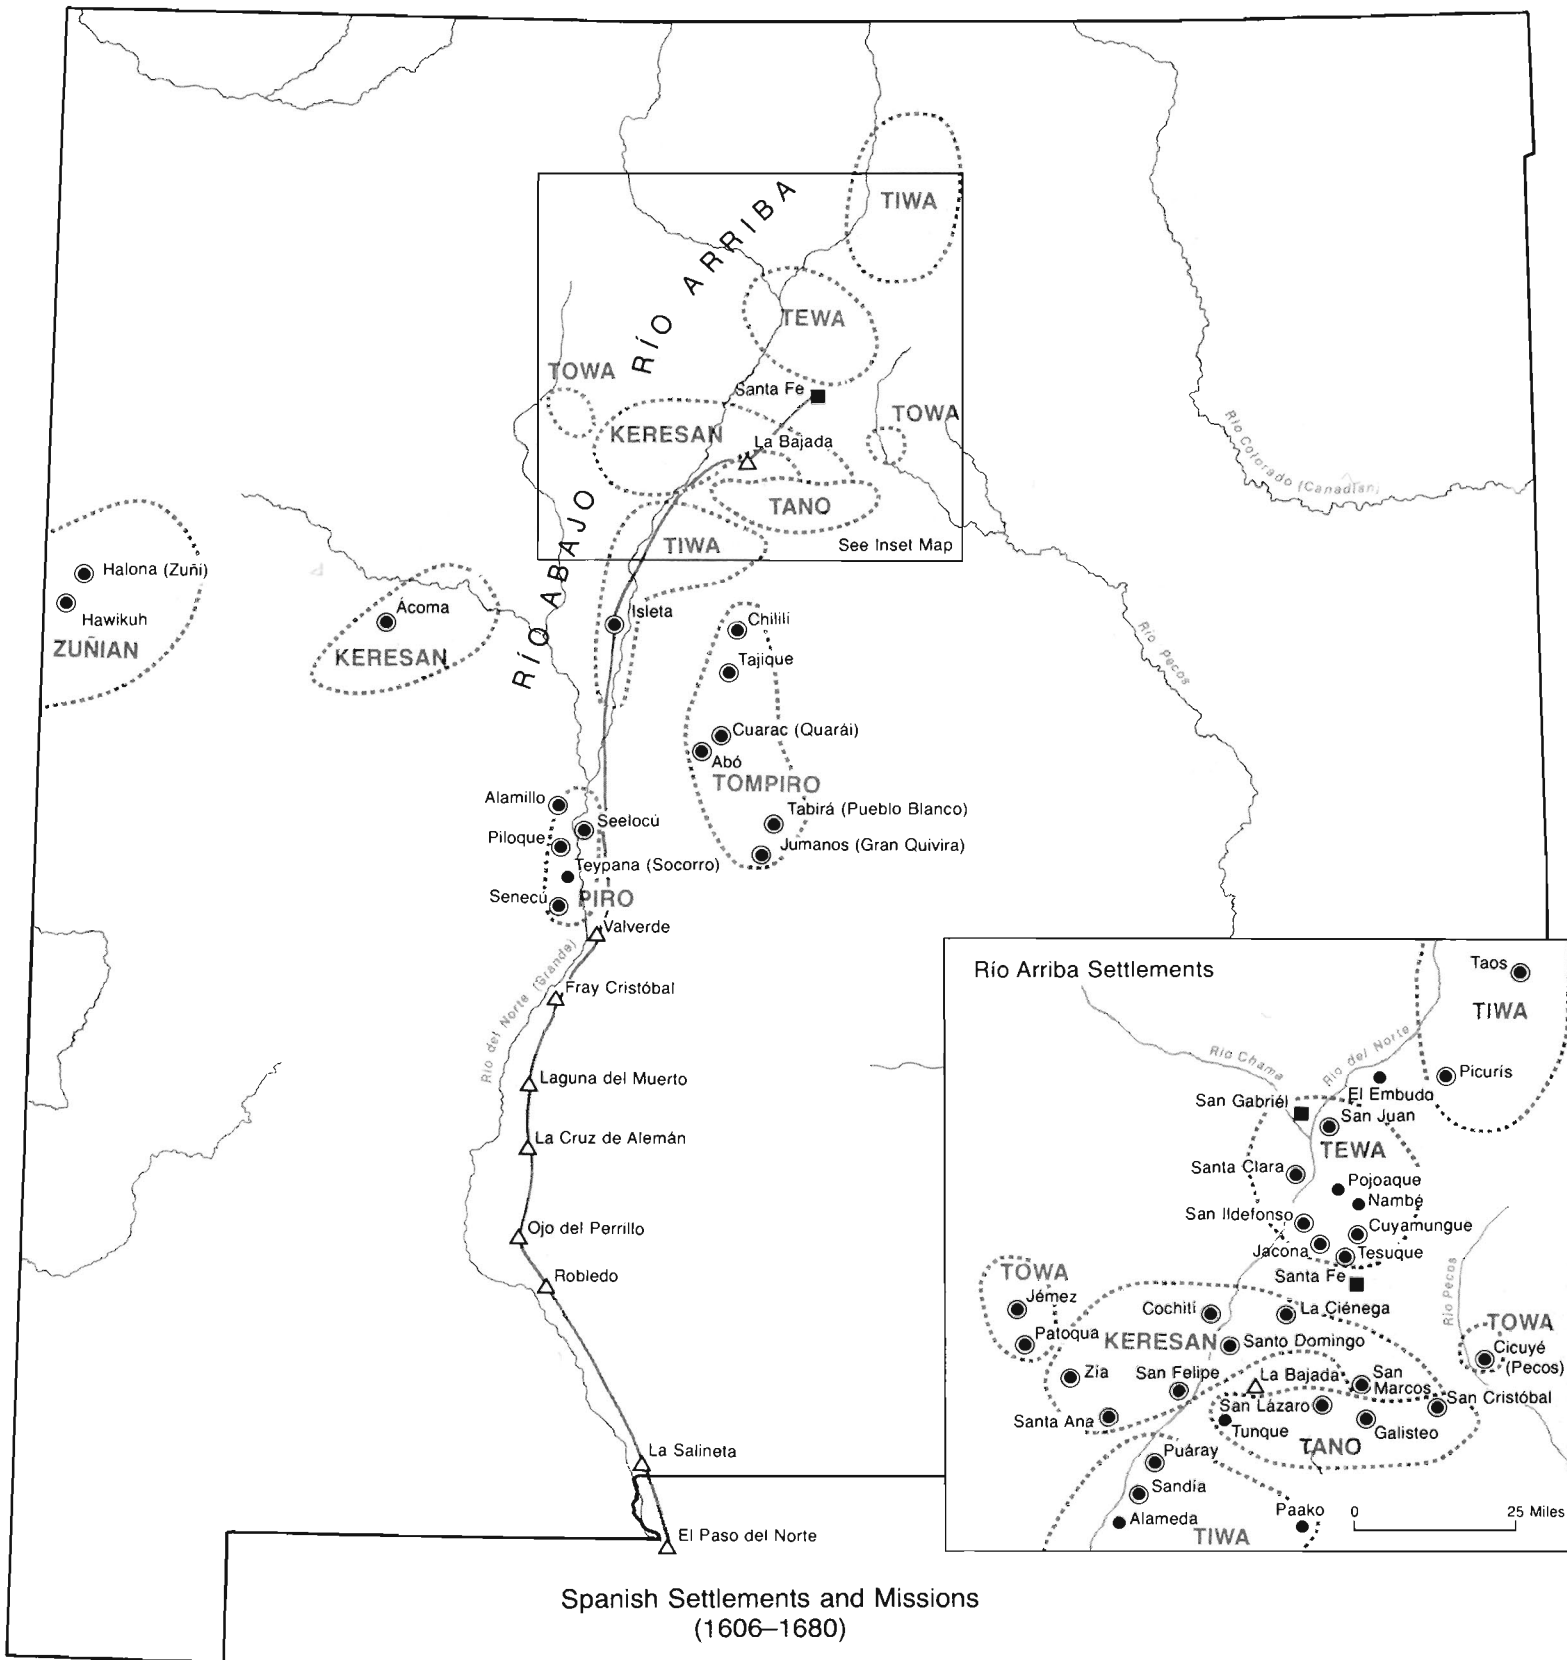 TIWA
RÍO ARRIBA
TEWA
TOWA
Santa Fe
TOWA
KERESAN
La Bajada
Río Colorado (Canadian)
RÍO ABAJO
TANO
TIWA
See Inset Map
Halona (Zuñi)
Hawikuh
ZUÑIAN
Ácoma
KERESAN
Isleta
Chililí
Tajique
Río Pecos
Cuarac (Quarái)
Abó
TOMPIRO
Alamillo
Seelocú
Tabirá (Pueblo Blanco)
Piloque
Jumanos (Gran Quivira)
Teypana (Socorro)
Senecú
PIRO
Valverde
Río del Norte (Grande)
Fray Cristóbal
Laguna del Muerto
La Cruz de Alemán
Ojo del Perrillo
Robledo
La Salineta
El Paso del Norte
Río Arriba Settlements
Taos
TIWA
Río Chama
Río del Norte
Picurís
El Embudo
San Gabriél
San Juan
TEWA
Santa Clara
Pojoaque
Nambé
San Ildefonso
Cuyamungue
Jacona
Tesuque
Santa Fe
Río Pecos
TOWA
Jémez
Cochití
La Ciénega
TOWA
Patoqua
KERESAN
Santo Domingo
Cicuyé
(Pecos)
Zía
San Felipe
La Bajada
San
Marcos
San Cristóbal
Santa Ana
San Lázaro
Tunque
Galisteo
TANO
Puáray
Sandía
Alameda
Paako
TIWA
0 25 Miles
Spanish Settlements and Missions
(1606–1680)